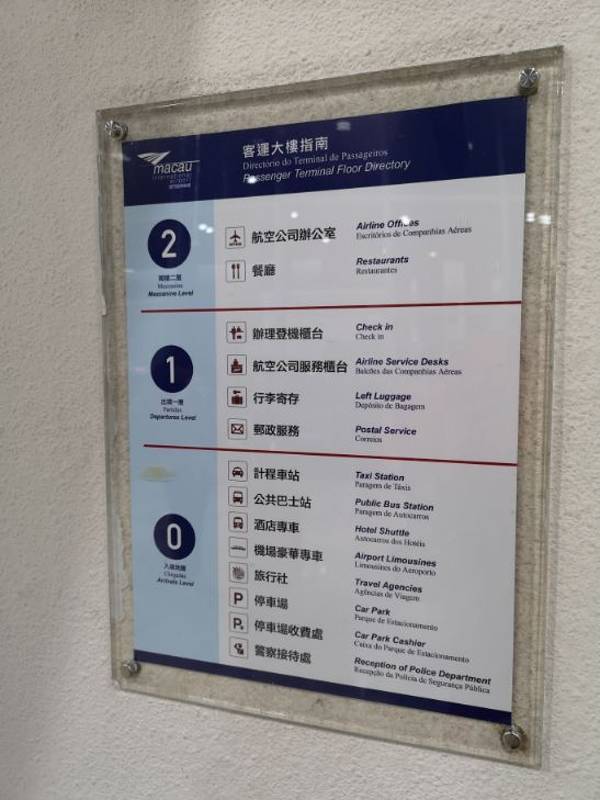 macau
international
airport
客運大樓指南
Directório do Terminal de Passageiros
Passenger Terminal Floor Directory
2
Mezzanine Level
航空公司辦公室
Airline Offices
Escritórios de Companhias Aéreas
餐廳
Restaurants
Restaurantes
1
Partidas
Departures Level
辦理登機櫃台
Check in
Check in
航空公司服務櫃台
Airline Service Desks
Balcões das Companhias Aéreas
行李寄存
Left Luggage
Depósito de Bagagem
郵政服務
Postal Service
Correios
0
Chegadas
Arrivals Level
計程車站
Taxi Station
Paragem de Táxis
公共巴士站
Public Bus Station
Paragem de Autocarros
酒店專車
Hotel Shuttle
Autocarros dos Hotéis
機場豪華專車
Airport Limousines
Limousines do Aeroporto
旅行社
Travel Agencies
Agências de Viagem
P
停車場
Car Park
Parque de Estacionamento
P
停車場收費處
Car Park Cashier
Caixa do Parque de Estacionamento
警察接待處
Reception of Police Department
Recepção da Polícia de Segurança Pública